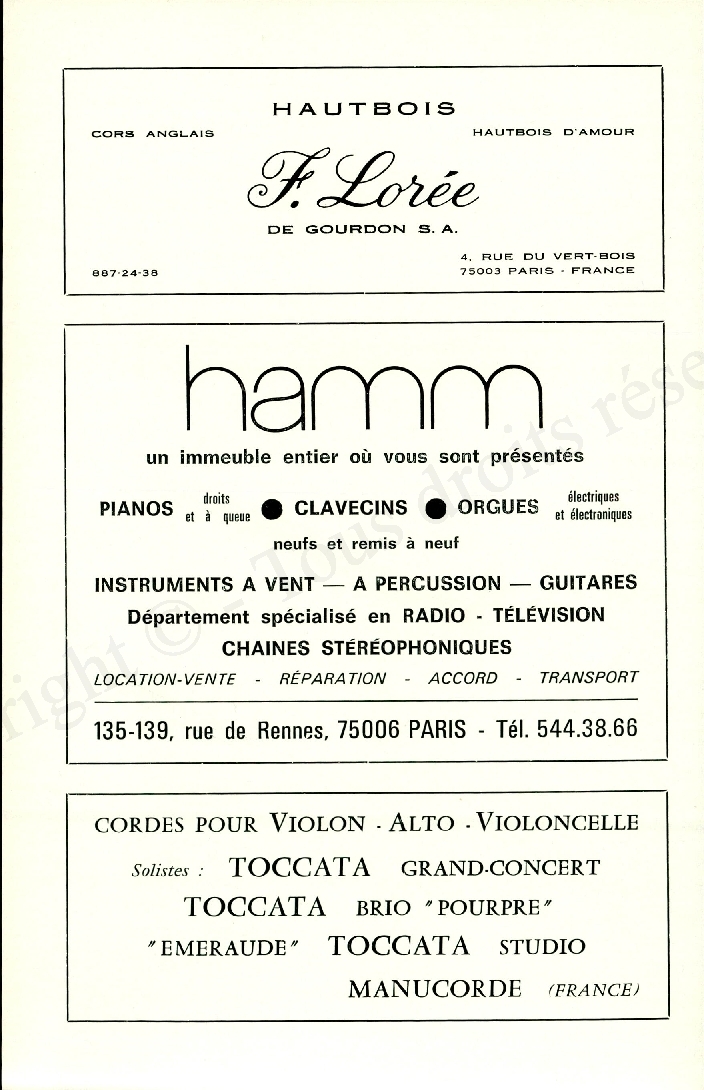 HAUTBOIS
CORS ANGLAIS HAUTBOIS D'AMOUR
F. Lorée
DE GOURDON S. A.
4, RUE DU VERT-BOIS
887-24-38 75003 PARIS - FRANCE
hamm
un immeuble entier où vous sont présentés
PIANOS droits et à queue ● CLAVECINS ● ORGUES électriques et électroniques
neufs et remis à neuf
INSTRUMENTS A VENT — A PERCUSSION — GUITARES
Département spécialisé en RADIO - TÉLÉVISION
CHAINES STÉRÉOPHONIQUES
LOCATION-VENTE - RÉPARATION - ACCORD - TRANSPORT
135-139, rue de Rennes, 75006 PARIS - Tél. 544.38.66
CORDES POUR VIOLON - ALTO - VIOLONCELLE
Solistes : TOCCATA GRAND-CONCERT
TOCCATA BRIO "POURPRE"
"EMERAUDE" TOCCATA STUDIO
MANUCORDE (FRANCE)
right © - Tous droits rése